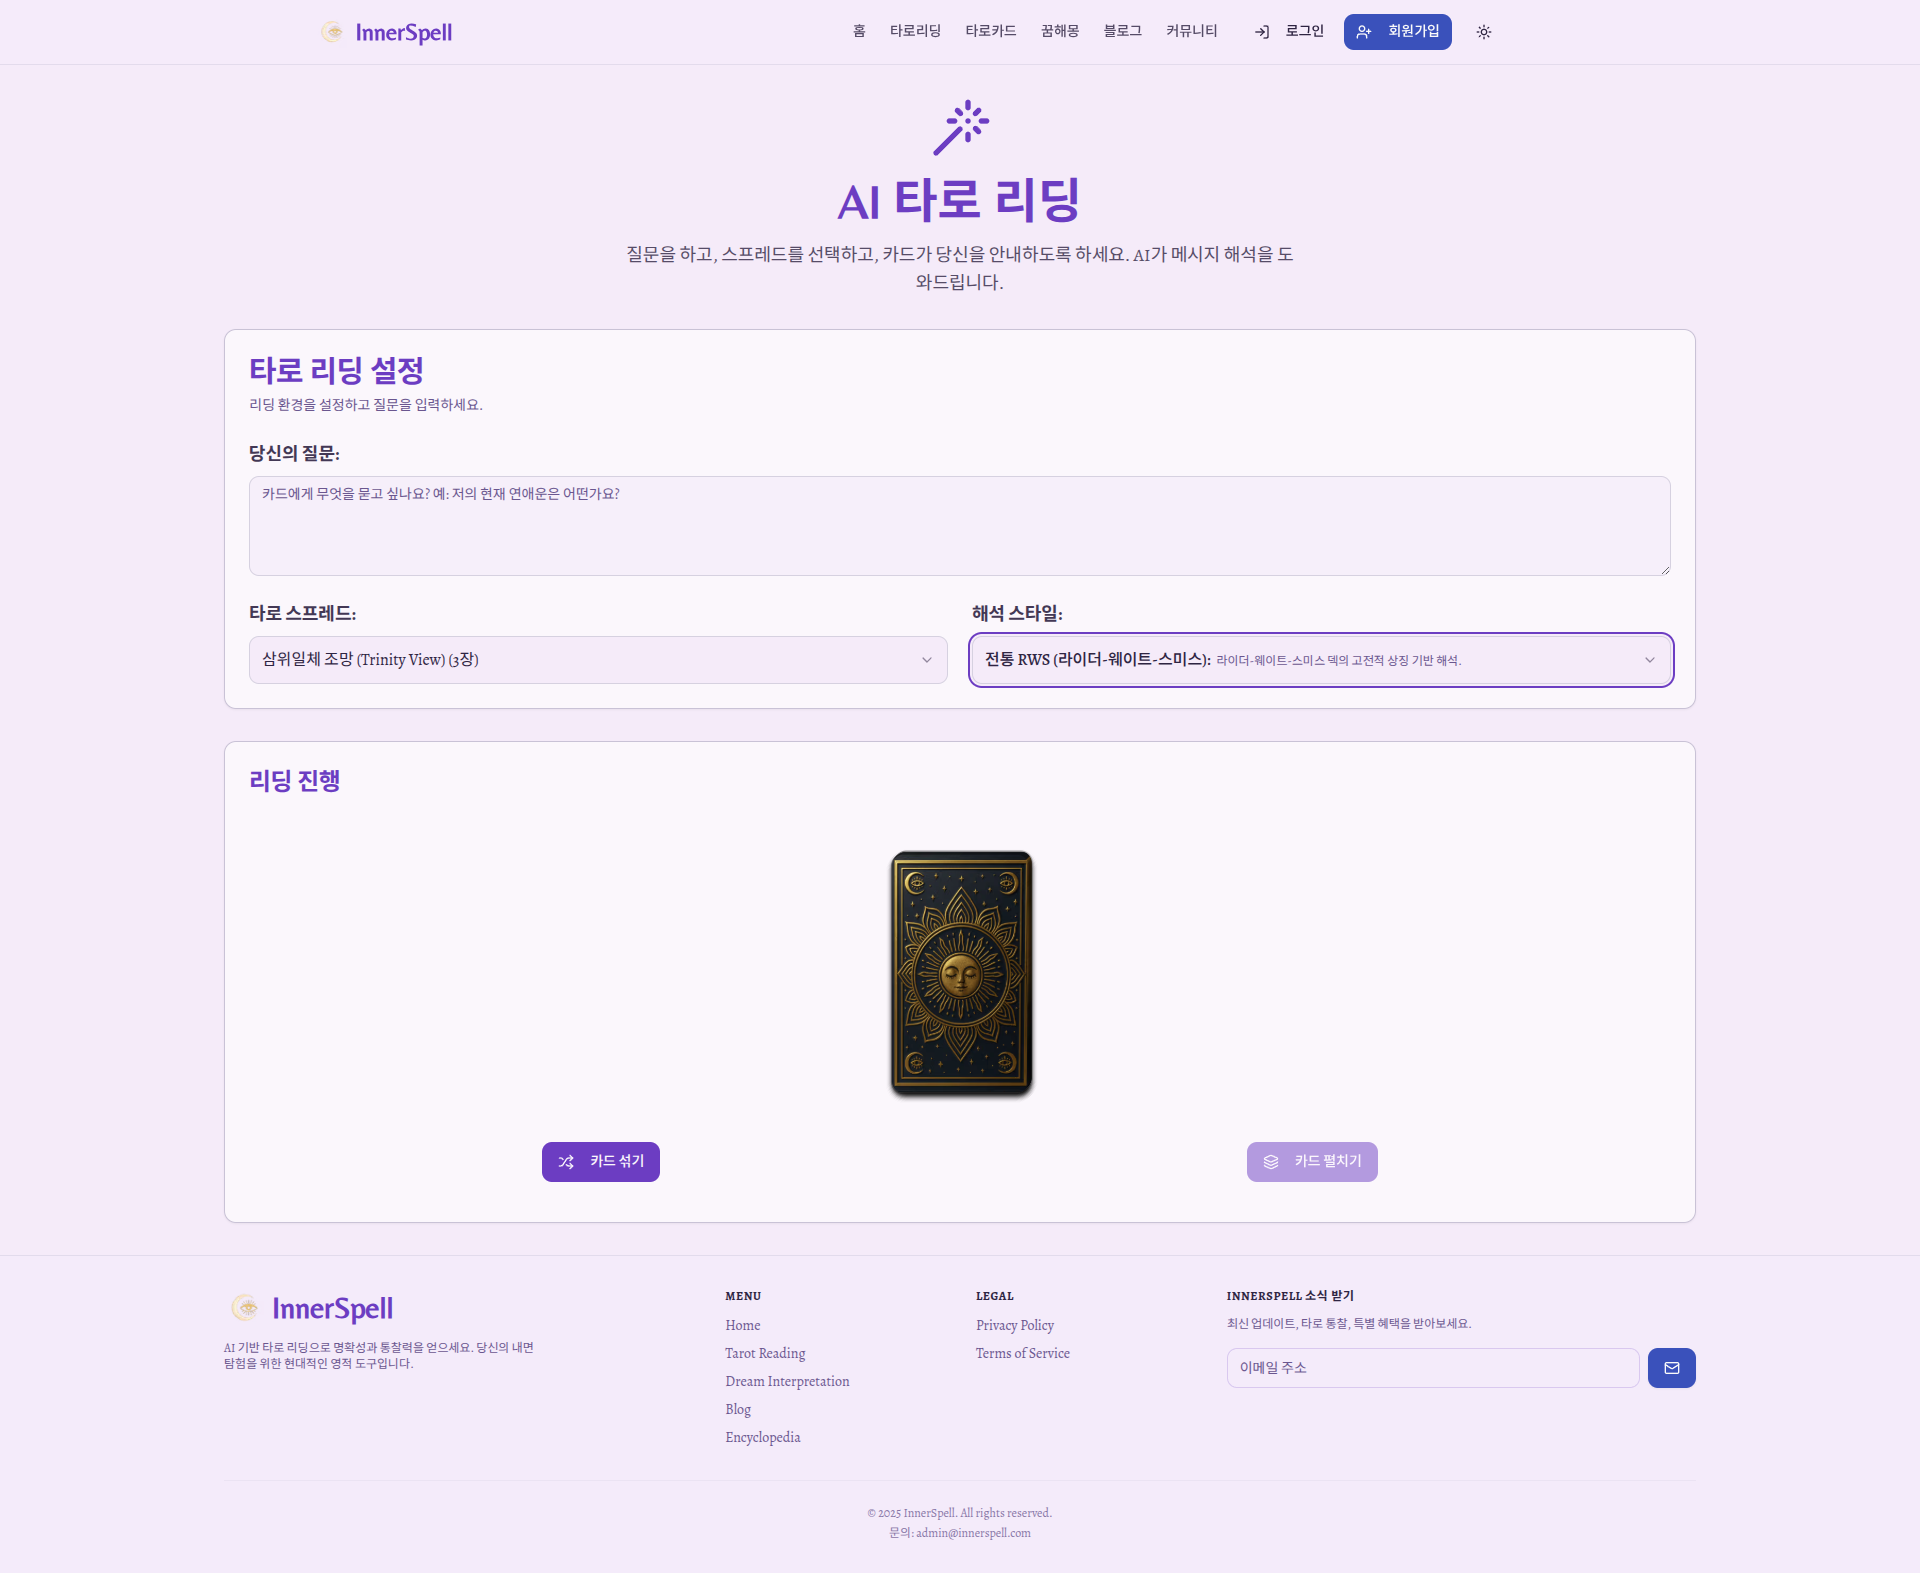 InnerSpell
홈 타로리딩 타로카드 꿈해몽 블로그 커뮤니티 로그인 회원가입
AI 타로 리딩
질문을 하고, 스프레드를 선택하고, 카드가 당신을 안내하도록 하세요. AI가 메시지 해석을 도
와드립니다.
타로 리딩 설정
리딩 환경을 설정하고 질문을 입력하세요.
당신의 질문:
카드에게 무엇을 묻고 싶나요? 예: 저의 현재 연애운은 어떤가요?
타로 스프레드:
삼위일체 조망 (Trinity View) (3장)
해석 스타일:
전통 RWS (라이더-웨이트-스미스): 라이더-웨이트-스미스 덱의 고전적 상징 기반 해석.
리딩 진행
카드 섞기
카드 펼치기
InnerSpell
AI 기반 타로 리딩으로 명확성과 통찰력을 얻으세요. 당신의 내면
탐험을 위한 현대적인 영적 도구입니다.
MENU
Home
Tarot Reading
Dream Interpretation
Blog
Encyclopedia
LEGAL
Privacy Policy
Terms of Service
INNERSPELL 소식 받기
최신 업데이트, 타로 통찰, 특별 혜택을 받아보세요.
이메일 주소
© 2025 InnerSpell. All rights reserved.
문의: admin@innerspell.com